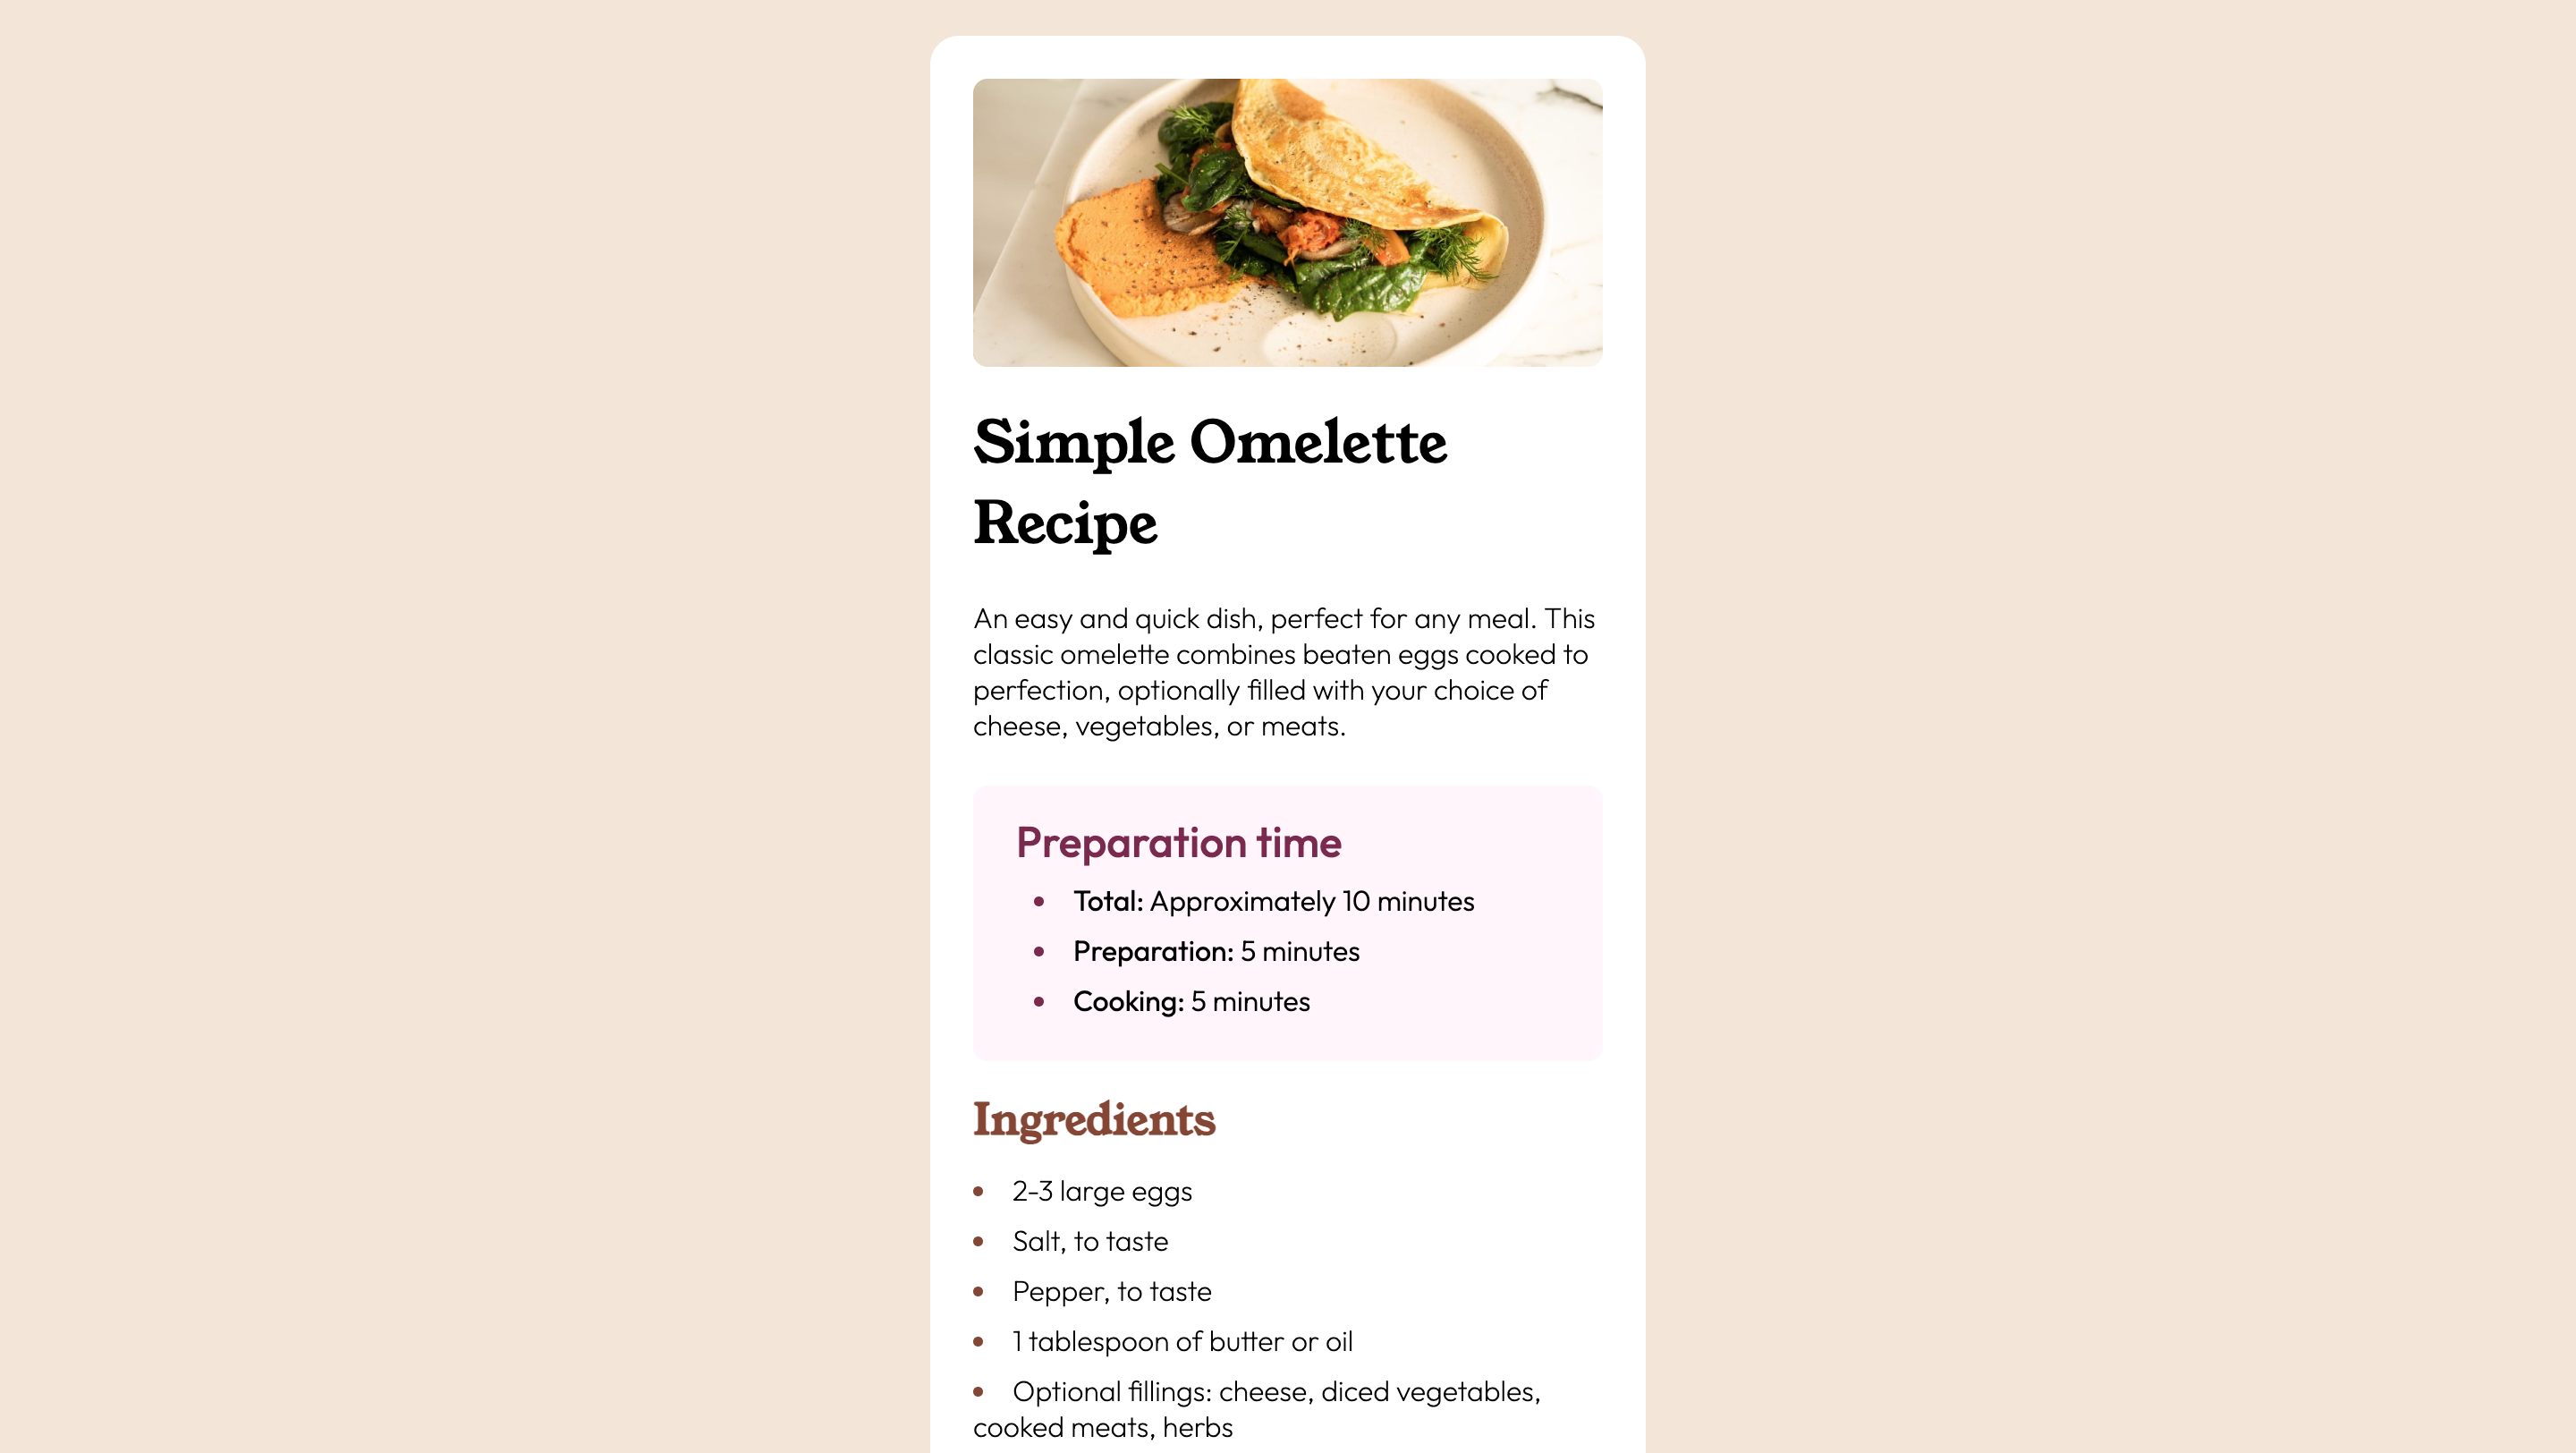 Simple Omelette
Recipe
An easy and quick dish, perfect for any meal. This
classic omelette combines beaten eggs cooked to
perfection, optionally filled with your choice of
cheese, vegetables, or meats.
Preparation time
• Total: Approximately 10 minutes
• Preparation: 5 minutes
• Cooking: 5 minutes
Ingredients
• 2-3 large eggs
• Salt, to taste
• Pepper, to taste
• 1 tablespoon of butter or oil
• Optional fillings: cheese, diced vegetables,
cooked meats, herbs